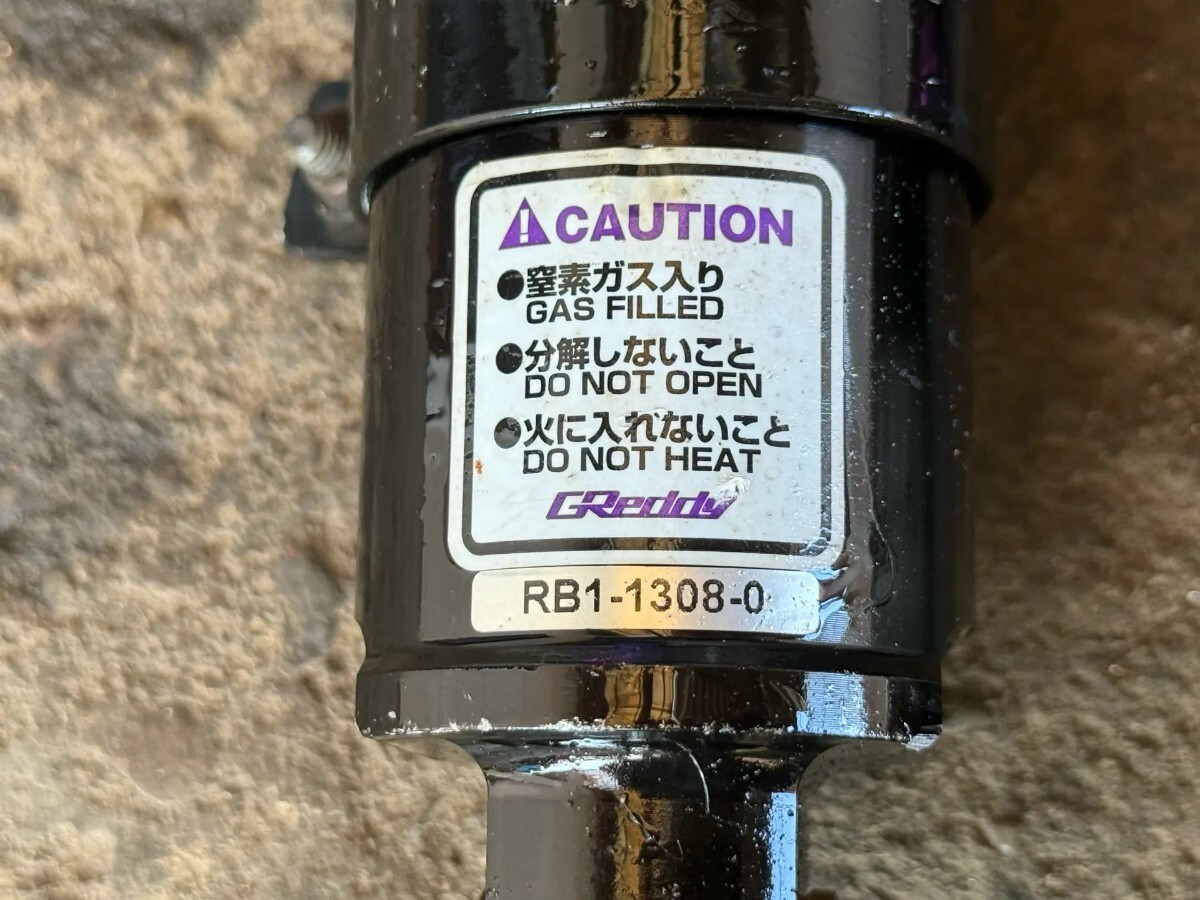 CAUTION
●窒素ガス入り
GAS FILLED
●分解しないこと
DO NOT OPEN
●火に入れないこと
DO NOT HEAT
GReddy
RB1-1308-0